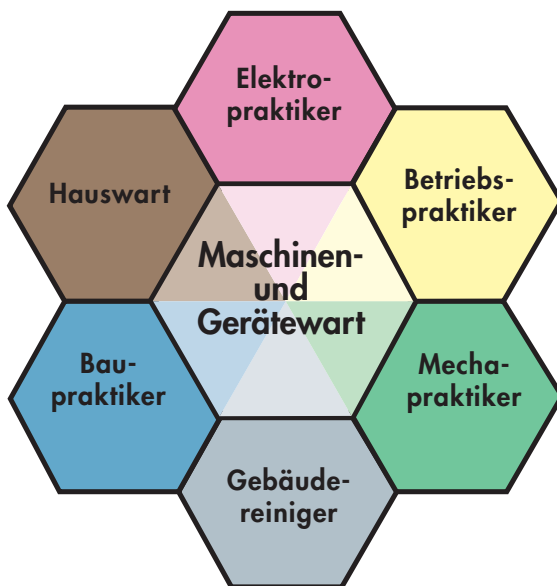 Elektro-
praktiker
Hauswart
Betriebs-
praktiker
Maschinen-
und
Gerätewart
Bau-
praktiker
Mecha-
praktiker
Gebäude-
reiniger